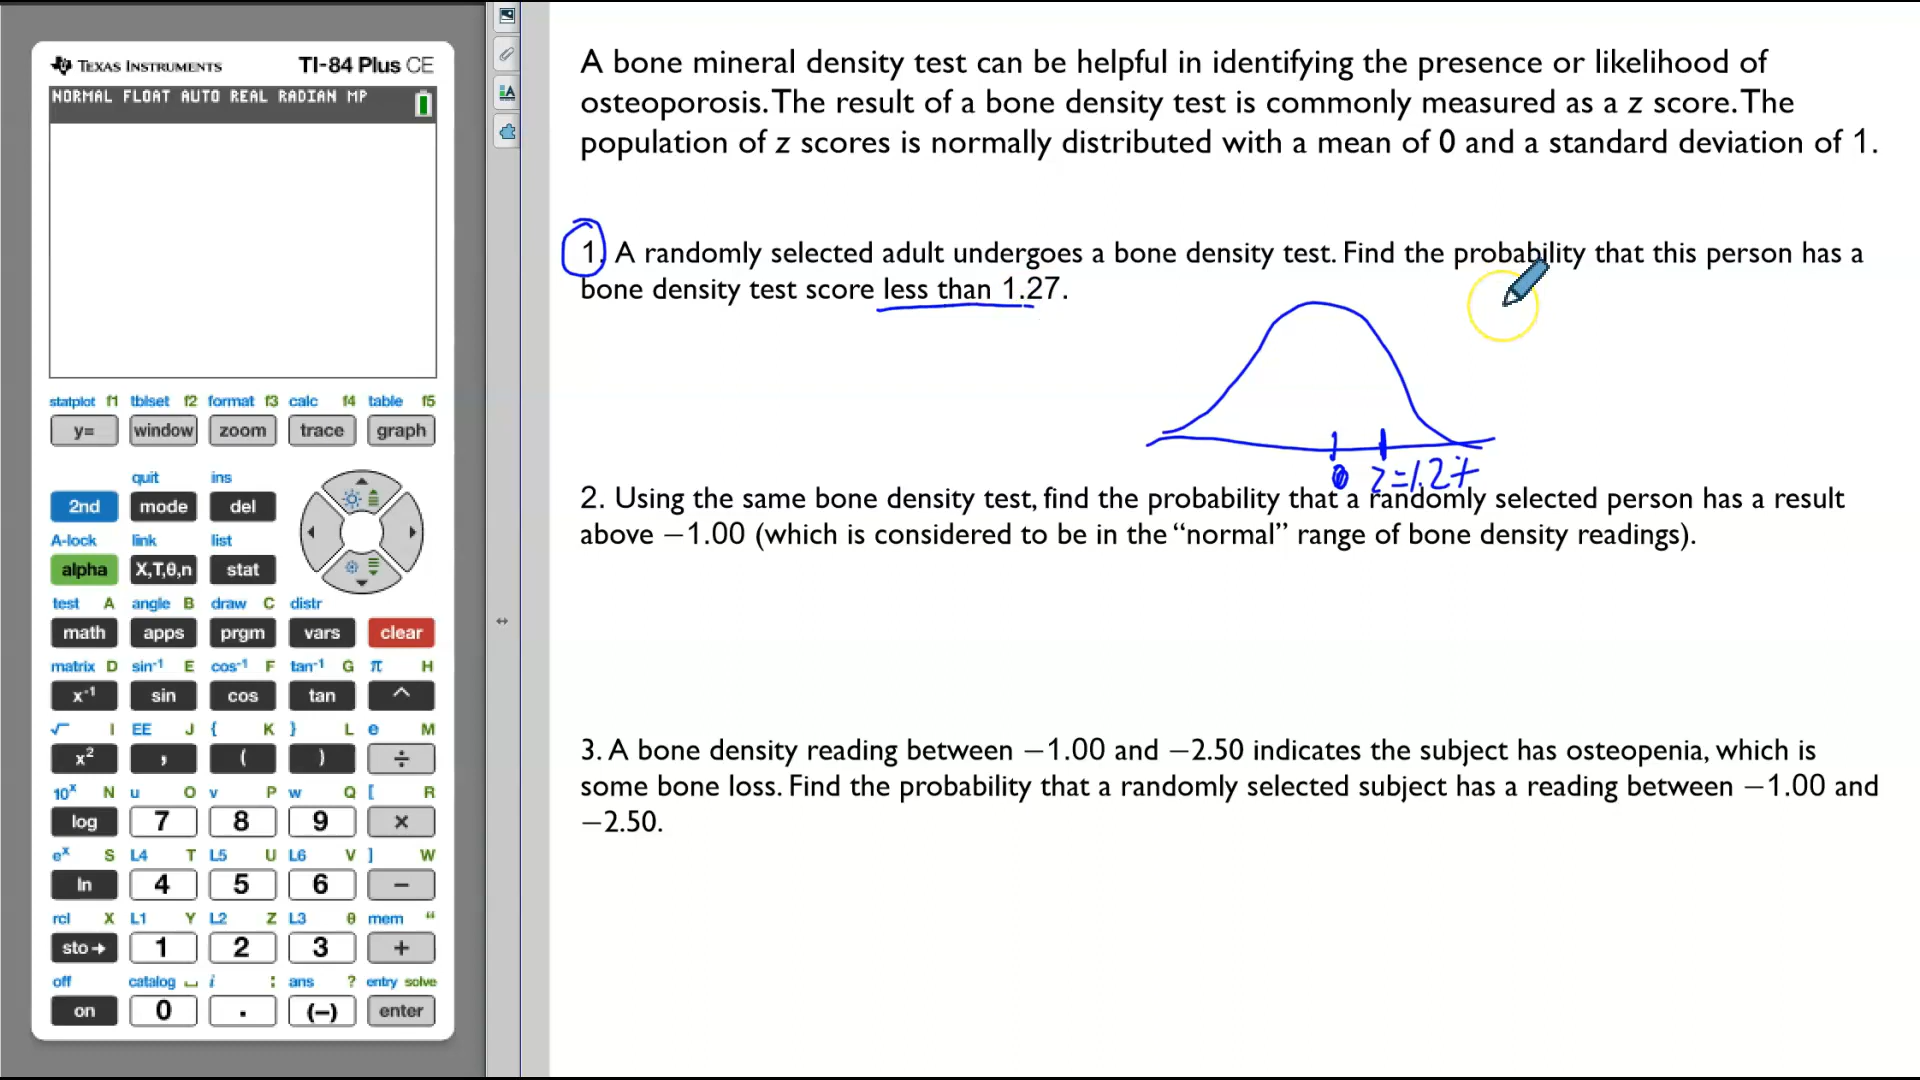 TEXAS INSTRUMENTS TI-84 Plus CE
NORMAL FLOAT AUTO REAL RADIAN MP
statplot f1 tblset f2 format f3 calc f4 table f5
y= window zoom trace graph
quit ins
2nd mode del
A-lock link list
alpha X,T,θ,n stat
test A angle B draw C distr
math apps prgm vars clear
matrix D sin⁻¹ E cos⁻¹ F tan⁻¹ G π H
x⁻¹ sin cos tan ^
√ I EE J { K } L e M
x² , ( ) ÷
10ˣ N u O v P w Q [ R
log 7 8 9 ×
eˣ S L4 T L5 U L6 V ] W
ln 4 5 6 −
rcl X L1 Y L2 Z L3 θ mem "
sto→ 1 2 3 +
off catalog ⎵ i : ans ? entry solve
on 0 . (−) enter
A bone mineral density test can be helpful in identifying the presence or likelihood of
osteoporosis. The result of a bone density test is commonly measured as a z score. The
population of z scores is normally distributed with a mean of 0 and a standard deviation of 1.
1. A randomly selected adult undergoes a bone density test. Find the probability that this person has a
bone density test score less than 1.27.
0 z=1.27
2. Using the same bone density test, find the probability that a randomly selected person has a result
above −1.00 (which is considered to be in the “normal” range of bone density readings).
3. A bone density reading between −1.00 and −2.50 indicates the subject has osteopenia, which is
some bone loss. Find the probability that a randomly selected subject has a reading between −1.00 and
−2.50.